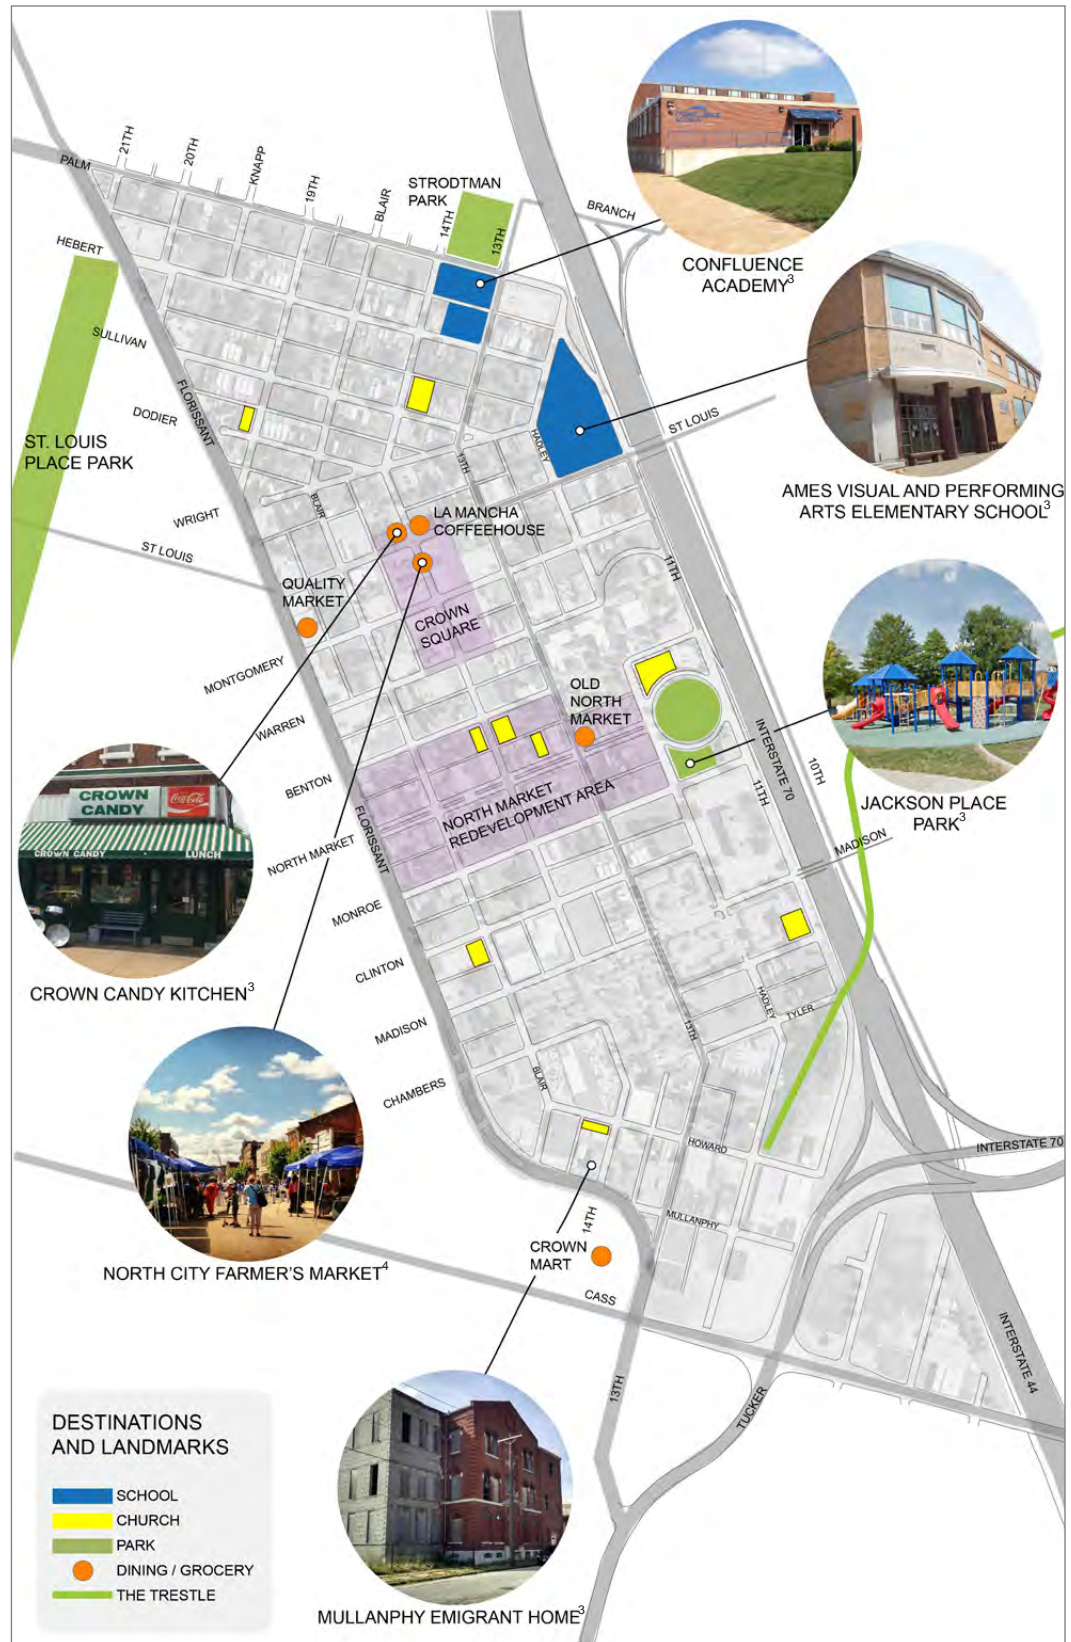 21TH
20TH
KNAPP
19TH
BLAIR
14TH
13TH
PALM
STRODTMAN
PARK
BRANCH
CONFLUENCE
ACADEMY3
HEBERT
SULLIVAN
DODIER
FLORISSANT
ST. LOUIS
PLACE PARK
WRIGHT
ST LOUIS
BLAIR
13TH
HADLEY
ST LOUIS
AMES VISUAL AND PERFORMING
ARTS ELEMENTARY SCHOOL3
LA MANCHA
COFFEEHOUSE
QUALITY
MARKET
CROWN
SQUARE
11TH
MONTGOMERY
WARREN
BENTON
NORTH MARKET
OLD
NORTH
MARKET
NORTH MARKET
REDEVELOPMENT AREA
FLORISSANT
INTERSTATE 70
10TH
11TH
JACKSON PLACE
PARK3
MADISON
CROWN
CANDY
Coca-Cola
CROWN CANDY
LUNCH
CROWN CANDY KITCHEN3
MONROE
CLINTON
MADISON
CHAMBERS
HADLEY
TYLER
13TH
BLAIR
HOWARD
MULLANPHY
INTERSTATE 70
NORTH CITY FARMER'S MARKET4
14TH
CROWN
MART
CASS
13TH
TUCKER
INTERSTATE 44
MULLANPHY EMIGRANT HOME3
DESTINATIONS
AND LANDMARKS
SCHOOL
CHURCH
PARK
DINING / GROCERY
THE TRESTLE